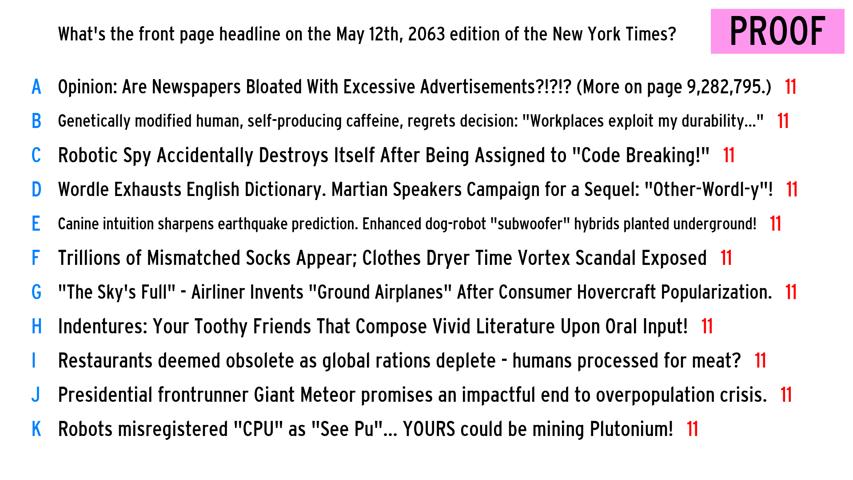 What's the front page headline on the May 12th, 2063 edition of the New York Times? PROOF
A Opinion: Are Newspapers Bloated With Excessive Advertisements?!?!? (More on page 9,282,795.) 11
B Genetically modified human, self-producing caffeine, regrets decision: "Workplaces exploit my durability..." 11
C Robotic Spy Accidentally Destroys Itself After Being Assigned to "Code Breaking!" 11
D Wordle Exhausts English Dictionary. Martian Speakers Campaign for a Sequel: "Other-Wordl-y"! 11
E Canine intuition sharpens earthquake prediction. Enhanced dog-robot "subwoofer" hybrids planted underground! 11
F Trillions of Mismatched Socks Appear; Clothes Dryer Time Vortex Scandal Exposed 11
G "The Sky's Full" - Airliner Invents "Ground Airplanes" After Consumer Hovercraft Popularization. 11
H Indentures: Your Toothy Friends That Compose Vivid Literature Upon Oral Input! 11
I Restaurants deemed obsolete as global rations deplete - humans processed for meat? 11
J Presidential frontrunner Giant Meteor promises an impactful end to overpopulation crisis. 11
K Robots misregistered "CPU" as "See Pu"... YOURS could be mining Plutonium! 11